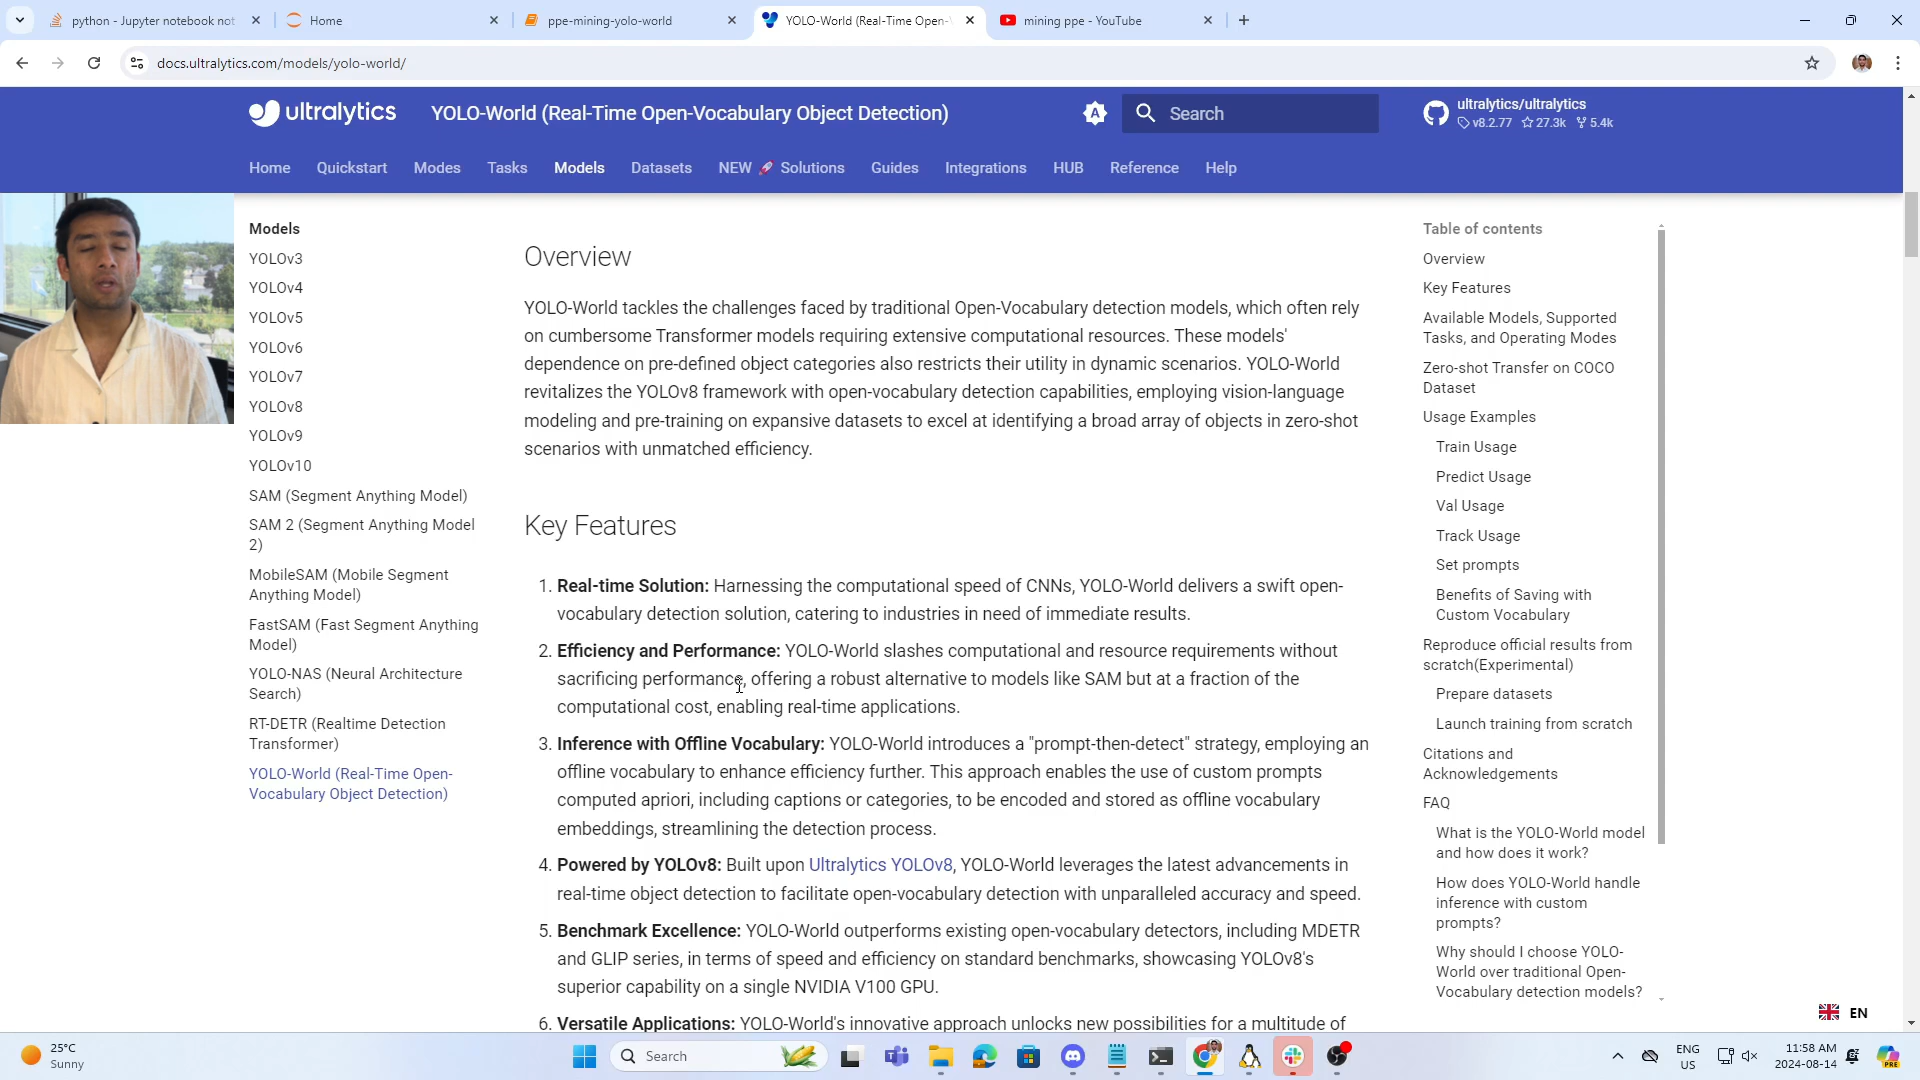 python - Jupyter notebook not
Home
ppe-mining-yolo-world
YOLO-World (Real-Time Open-V
mining ppe - YouTube
docs.ultralytics.com/models/yolo-world/
ultralytics
YOLO-World (Real-Time Open-Vocabulary Object Detection)
Search
ultralytics/ultralytics
v8.2.77 27.3k 5.4k
Home Quickstart Modes Tasks Models Datasets NEW 🚀 Solutions Guides Integrations HUB Reference Help
Models
YOLOv3
YOLOv4
YOLOv5
YOLOv6
YOLOv7
YOLOv8
YOLOv9
YOLOv10
SAM (Segment Anything Model)
SAM 2 (Segment Anything Model
2)
MobileSAM (Mobile Segment
Anything Model)
FastSAM (Fast Segment Anything
Model)
YOLO-NAS (Neural Architecture
Search)
RT-DETR (Realtime Detection
Transformer)
YOLO-World (Real-Time Open-
Vocabulary Object Detection)
Overview
YOLO-World tackles the challenges faced by traditional Open-Vocabulary detection models, which often rely
on cumbersome Transformer models requiring extensive computational resources. These models'
dependence on pre-defined object categories also restricts their utility in dynamic scenarios. YOLO-World
revitalizes the YOLOv8 framework with open-vocabulary detection capabilities, employing vision-language
modeling and pre-training on expansive datasets to excel at identifying a broad array of objects in zero-shot
scenarios with unmatched efficiency.
Key Features
1. Real-time Solution: Harnessing the computational speed of CNNs, YOLO-World delivers a swift open-
vocabulary detection solution, catering to industries in need of immediate results.
2. Efficiency and Performance: YOLO-World slashes computational and resource requirements without
sacrificing performance, offering a robust alternative to models like SAM but at a fraction of the
computational cost, enabling real-time applications.
3. Inference with Offline Vocabulary: YOLO-World introduces a "prompt-then-detect" strategy, employing an
offline vocabulary to enhance efficiency further. This approach enables the use of custom prompts
computed apriori, including captions or categories, to be encoded and stored as offline vocabulary
embeddings, streamlining the detection process.
4. Powered by YOLOv8: Built upon Ultralytics YOLOv8, YOLO-World leverages the latest advancements in
real-time object detection to facilitate open-vocabulary detection with unparalleled accuracy and speed.
5. Benchmark Excellence: YOLO-World outperforms existing open-vocabulary detectors, including MDETR
and GLIP series, in terms of speed and efficiency on standard benchmarks, showcasing YOLOv8's
superior capability on a single NVIDIA V100 GPU.
6. Versatile Applications: YOLO-World's innovative approach unlocks new possibilities for a multitude of
Table of contents
Overview
Key Features
Available Models, Supported
Tasks, and Operating Modes
Zero-shot Transfer on COCO
Dataset
Usage Examples
Train Usage
Predict Usage
Val Usage
Track Usage
Set prompts
Benefits of Saving with
Custom Vocabulary
Reproduce official results from
scratch(Experimental)
Prepare datasets
Launch training from scratch
Citations and
Acknowledgements
FAQ
What is the YOLO-World model
and how does it work?
How does YOLO-World handle
inference with custom
prompts?
Why should I choose YOLO-
World over traditional Open-
Vocabulary detection models?
EN
25°C
Sunny
Search
ENG
US
11:58 AM
2024-08-14
PRE